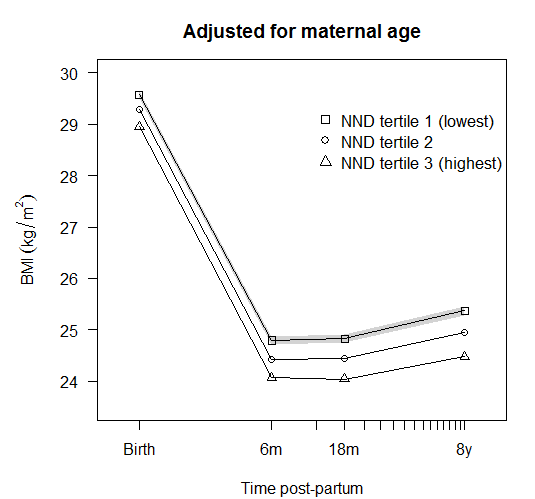 Adjusted for maternal age
30
29
28
27
26
25
24
BMI (kg/m²)
NND tertile 1 (lowest)
NND tertile 2
NND tertile 3 (highest)
Birth 6m 18m 8y
Time post-partum